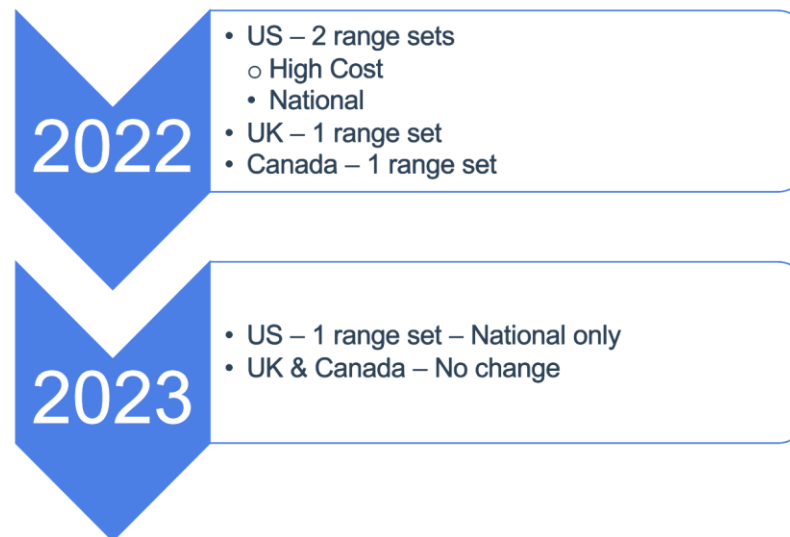 2022
• US – 2 range sets
o High Cost
• National
• UK – 1 range set
• Canada – 1 range set
2023
• US – 1 range set – National only
• UK & Canada – No change